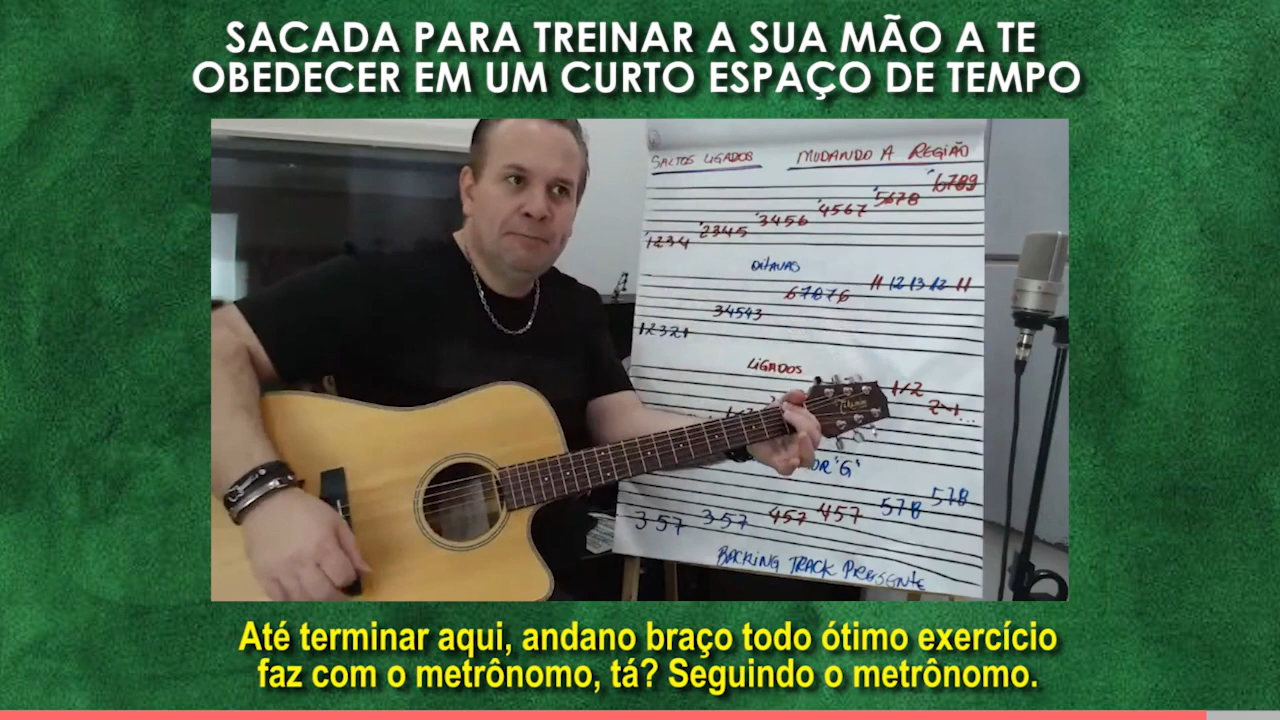 SACADA PARA TREINAR A SUA MÃO A TE
OBEDECER EM UM CURTO ESPAÇO DE TEMPO
SALTOS LIGADOS MUDANDO A REGIÃO
1234 2345 3456 4567 5678 6789
OITAVAS
12321 34543 67876 11 12 13 12 11
LIGADOS
1/2
2-1...
"G"
357 357 457 457 578 578
BACKING TRACK PRESENTE
Até terminar aqui, andano braço todo ótimo exercício
faz com o metrônomo, tá? Seguindo o metrônomo.